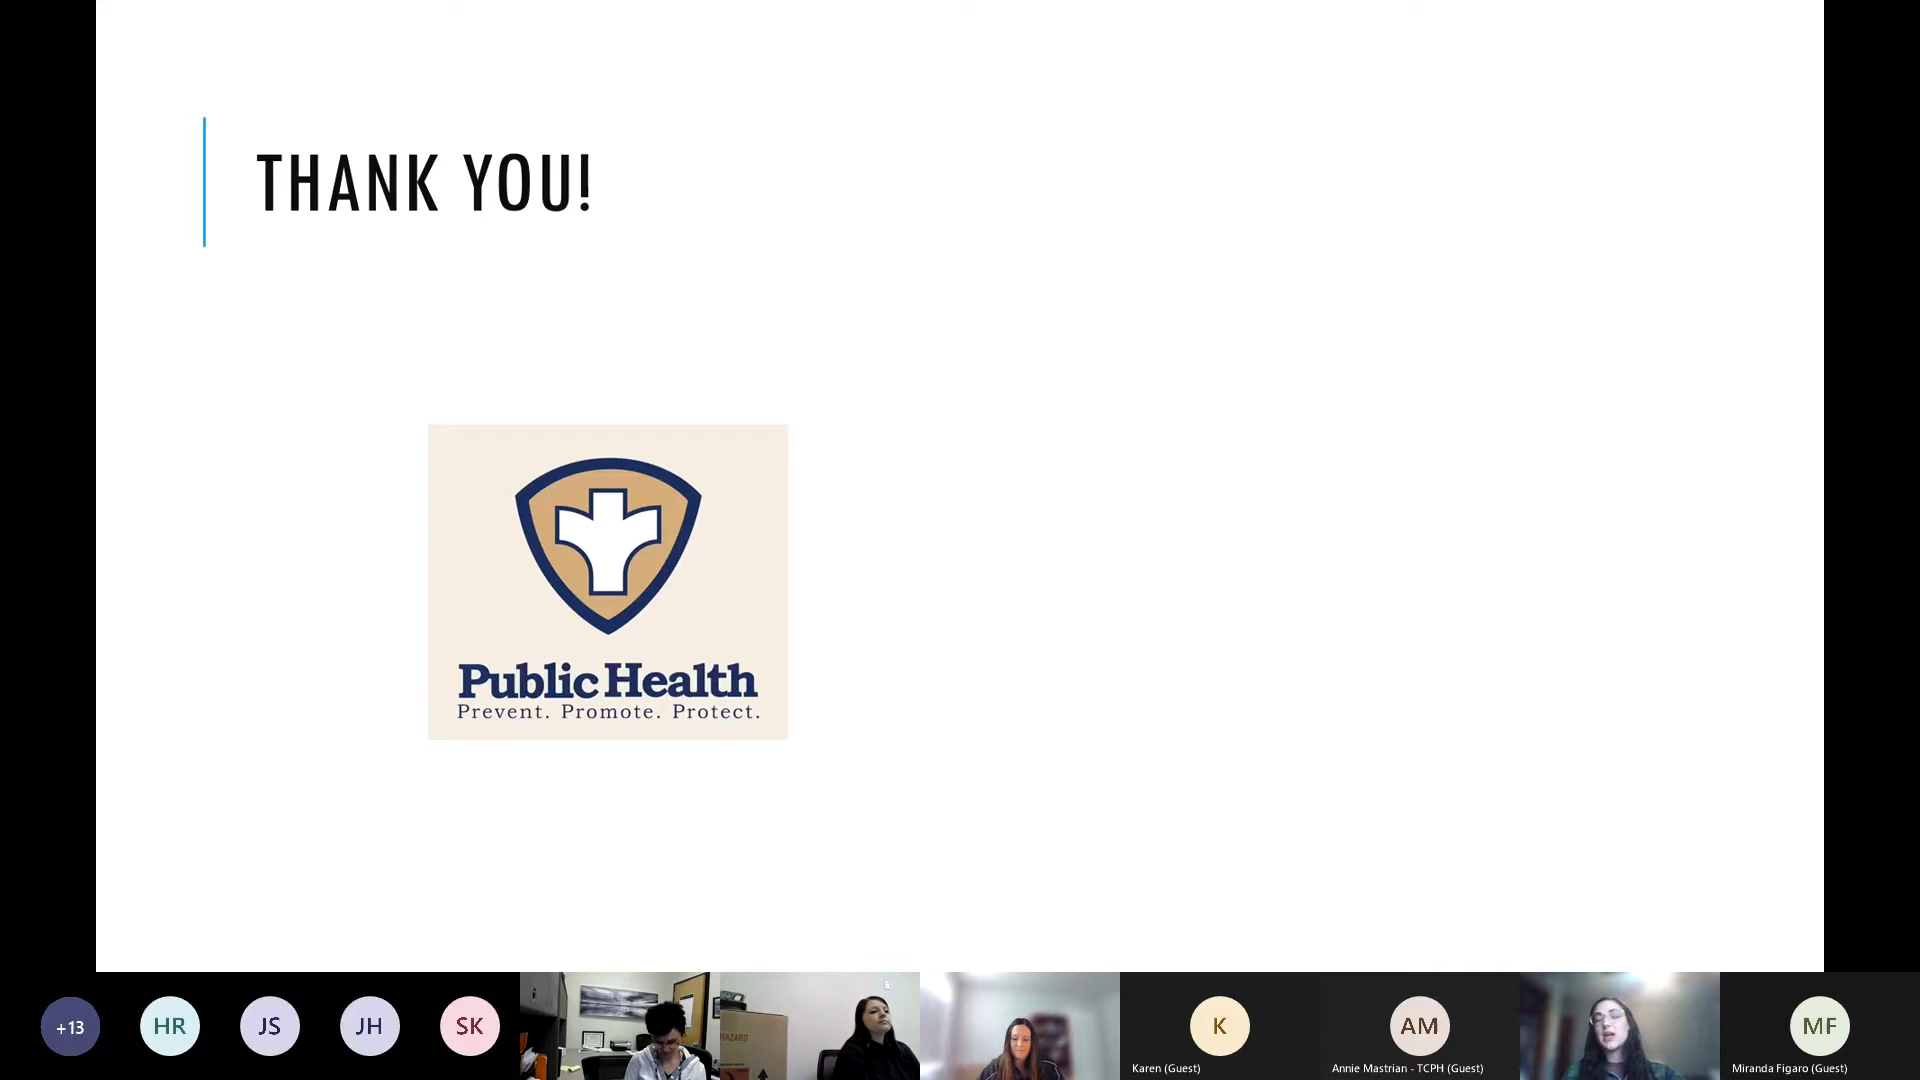 THANK YOU!
Public Health
Prevent. Promote. Protect.
+13
HR
JS
JH
SK
HAZARD
K
Karen (Guest)
AM
Annie Mastrian - TCPH (Guest)
MF
Miranda Figaro (Guest)